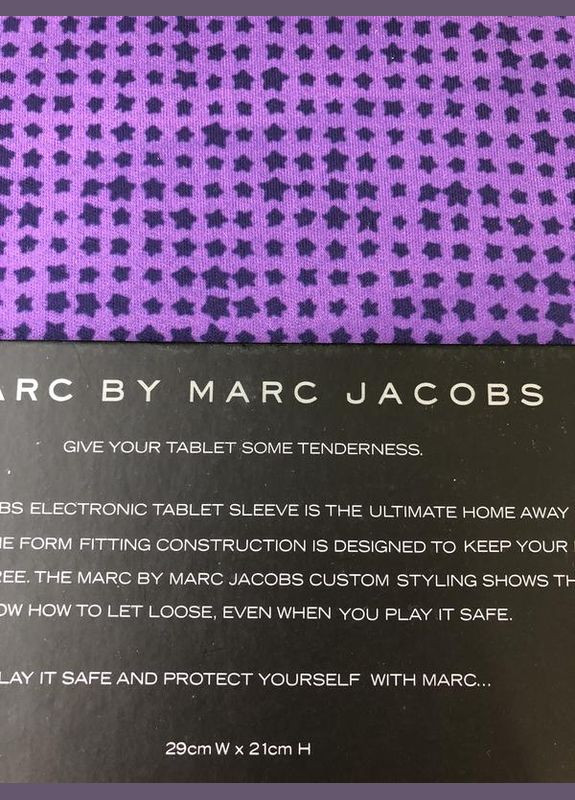 ARC BY MARC JACOBS
GIVE YOUR TABLET SOME TENDERNESS.
BS ELECTRONIC TABLET SLEEVE IS THE ULTIMATE HOME AWAY
E FORM FITTING CONSTRUCTION IS DESIGNED TO KEEP YOUR
REE. THE MARC BY MARC JACOBS CUSTOM STYLING SHOWS TH
OW HOW TO LET LOOSE, EVEN WHEN YOU PLAY IT SAFE.
LAY IT SAFE AND PROTECT YOURSELF WITH MARC...
29cm W x 21cm H